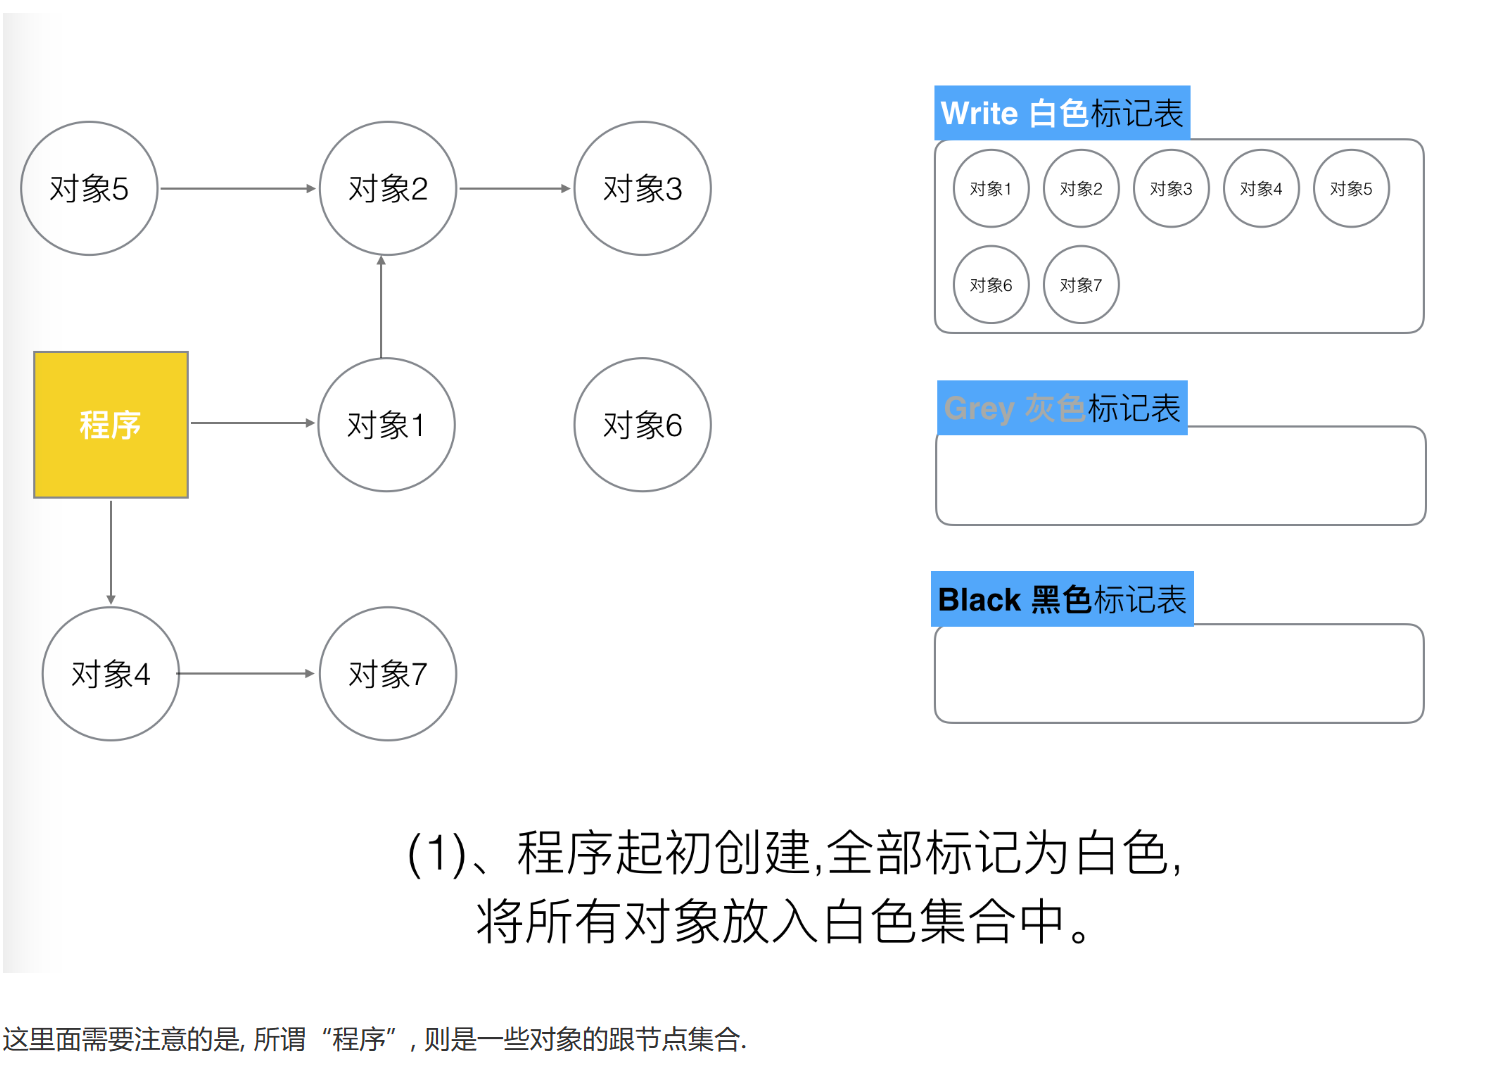 对象5
对象2
对象3
程序
对象1
对象6
对象4
对象7
Write 白色标记表
对象1
对象2
对象3
对象4
对象5
对象6
对象7
Grey 灰色标记表
Black 黑色标记表
(1)、程序起初创建,全部标记为白色,
将所有对象放入白色集合中。
这里面需要注意的是, 所谓“程序”, 则是一些对象的跟节点集合.